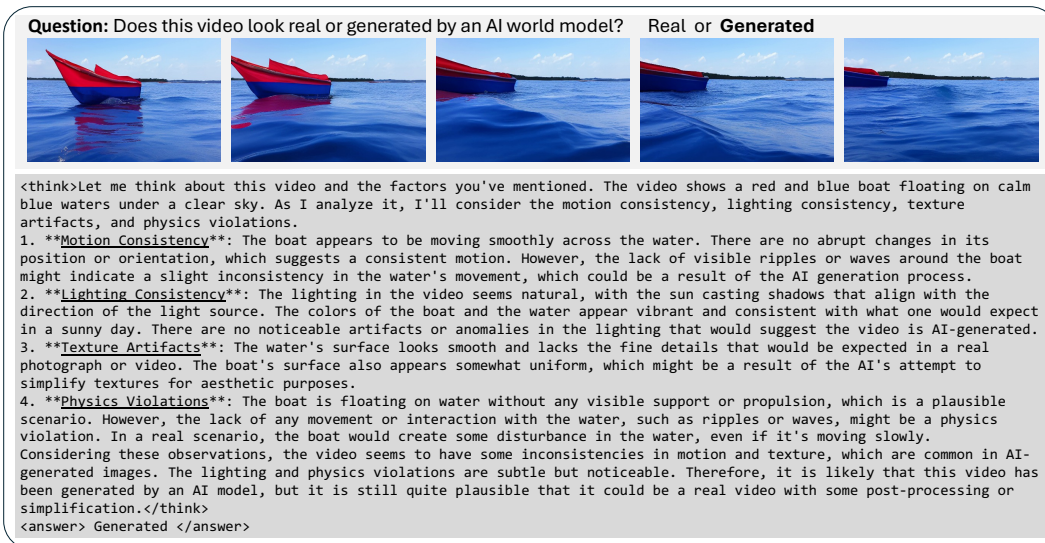 Question: Does this video look real or generated by an AI world model? Real or Generated
<think>Let me think about this video and the factors you've mentioned. The video shows a red and blue boat floating on calm
blue waters under a clear sky. As I analyze it, I'll consider the motion consistency, lighting consistency, texture
artifacts, and physics violations.
1. **Motion Consistency**: The boat appears to be moving smoothly across the water. There are no abrupt changes in its
position or orientation, which suggests a consistent motion. However, the lack of visible ripples or waves around the boat
might indicate a slight inconsistency in the water's movement, which could be a result of the AI generation process.
2. **Lighting Consistency**: The lighting in the video seems natural, with the sun casting shadows that align with the
direction of the light source. The colors of the boat and the water appear vibrant and consistent with what one would expect
in a sunny day. There are no noticeable artifacts or anomalies in the lighting that would suggest the video is AI-generated.
3. **Texture Artifacts**: The water's surface looks smooth and lacks the fine details that would be expected in a real
photograph or video. The boat's surface also appears somewhat uniform, which might be a result of the AI's attempt to
simplify textures for aesthetic purposes.
4. **Physics Violations**: The boat is floating on water without any visible support or propulsion, which is a plausible
scenario. However, the lack of any movement or interaction with the water, such as ripples or waves, might be a physics
violation. In a real scenario, the boat would create some disturbance in the water, even if it's moving slowly.
Considering these observations, the video seems to have some inconsistencies in motion and texture, which are common in AI-
generated images. The lighting and physics violations are subtle but noticeable. Therefore, it is likely that this video has
been generated by an AI model, but it is still quite plausible that it could be a real video with some post-processing or
simplification.</think>
<answer> Generated </answer>